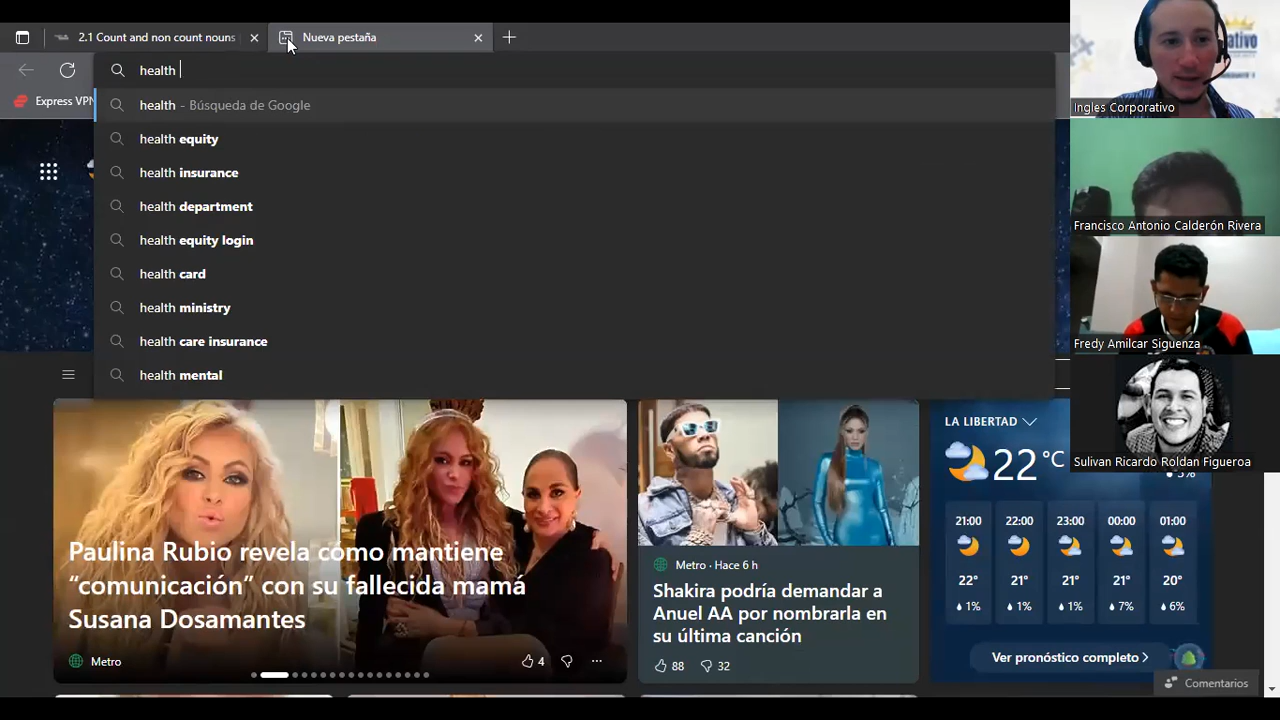 2.1 Count and non count nouns
Nueva pestaña
health
Express VPN
health - Búsqueda de Google
health equity
health insurance
health department
health equity login
health card
health ministry
health care insurance
health mental
Paulina Rubio revela cómo mantiene
“comunicación” con su fallecida mamá
Susana Dosamantes
Metro
4
Metro · Hace 6 h
Shakira podría demandar a
Anuel AA por nombrarla en
su última canción
88
32
LA LIBERTAD
22 °C
21:00 22:00 23:00 00:00 01:00
22° 21° 21° 21° 20°
1% 1% 1% 7% 6%
Ver pronóstico completo
Comentarios
Ingles Corporativo
Francisco Antonio Calderón Rivera
Fredy Amilcar Siguenza
Sulivan Ricardo Roldan Figueroa